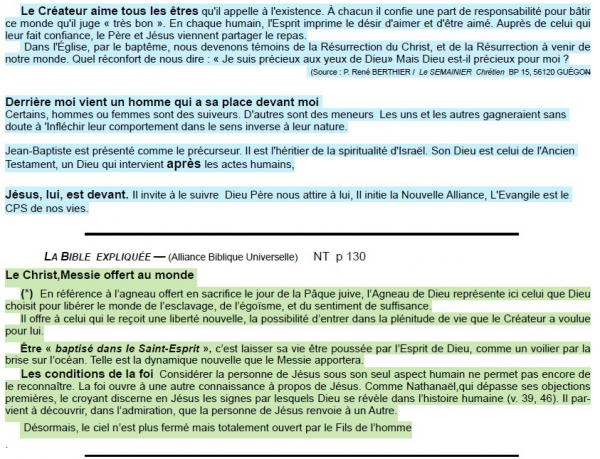 Le Créateur aime tous les êtres qu'il appelle à l'existence. À chacun il confie une part de responsabilité pour bâtir
ce monde qu'il juge « très bon ». En chaque humain, l'Esprit imprime le désir d'aimer et d'être aimé. Auprès de celui qui
leur fait confiance, le Père et Jésus viennent partager le repas.
Dans l'Église, par le baptême, nous devenons témoins de la Résurrection du Christ, et de la Résurrection à venir de
notre monde. Quel réconfort de nous dire : « Je suis précieux aux yeux de Dieu» Mais Dieu est-il précieux pour moi ?
(Source : P. René BERTHIER / Le SEMAINIER Chrétien BP 15, 56120 GUÉGON
Derrière moi vient un homme qui a sa place devant moi
Certains, hommes ou femmes sont des suiveurs. D'autres sont des meneurs Les uns et les autres gagneraient sans
doute à 'Infléchir leur comportement dans le sens inverse à leur nature.
Jean-Baptiste est présenté comme le précurseur. Il est l'héritier de la spiritualité d'Israël. Son Dieu est celui de l'Ancien
Testament, un Dieu qui intervient après les actes humains,
Jésus, lui, est devant. Il invite à le suivre Dieu Père nous attire à lui, Il initie la Nouvelle Alliance, L'Evangile est le
CPS de nos vies.
LA BIBLE EXPLIQUÉE — (Alliance Biblique Universelle) NT p 130
Le Christ,Messie offert au monde
(*) En référence à l'agneau offert en sacrifice le jour de la Pâque juive, l'Agneau de Dieu représente ici celui que Dieu
choisit pour libérer le monde de l'esclavage, de l'égoïsme, et du sentiment de suffisance.
Il offre à celui qui le reçoit une liberté nouvelle, la possibilité d'entrer dans la plénitude de vie que le Créateur a voulue
pour lui.
Être « baptisé dans le Saint-Esprit », c'est laisser sa vie être poussée par l'Esprit de Dieu, comme un voilier par la
brise sur l'océan. Telle est la dynamique nouvelle que le Messie apportera.
Les conditions de la foi Considérer la personne de Jésus sous son seul aspect humain ne permet pas encore de
le reconnaître. La foi ouvre à une autre connaissance à propos de Jésus. Comme Nathanaël,qui dépasse ses objections
premières, le croyant discerne en Jésus les signes par lesquels Dieu se révèle dans l'histoire humaine (v. 39, 46). Il par-
vient à découvrir, dans l'admiration, que la personne de Jésus renvoie à un Autre.
Désormais, le ciel n'est plus fermé mais totalement ouvert par le Fils de l'homme
.